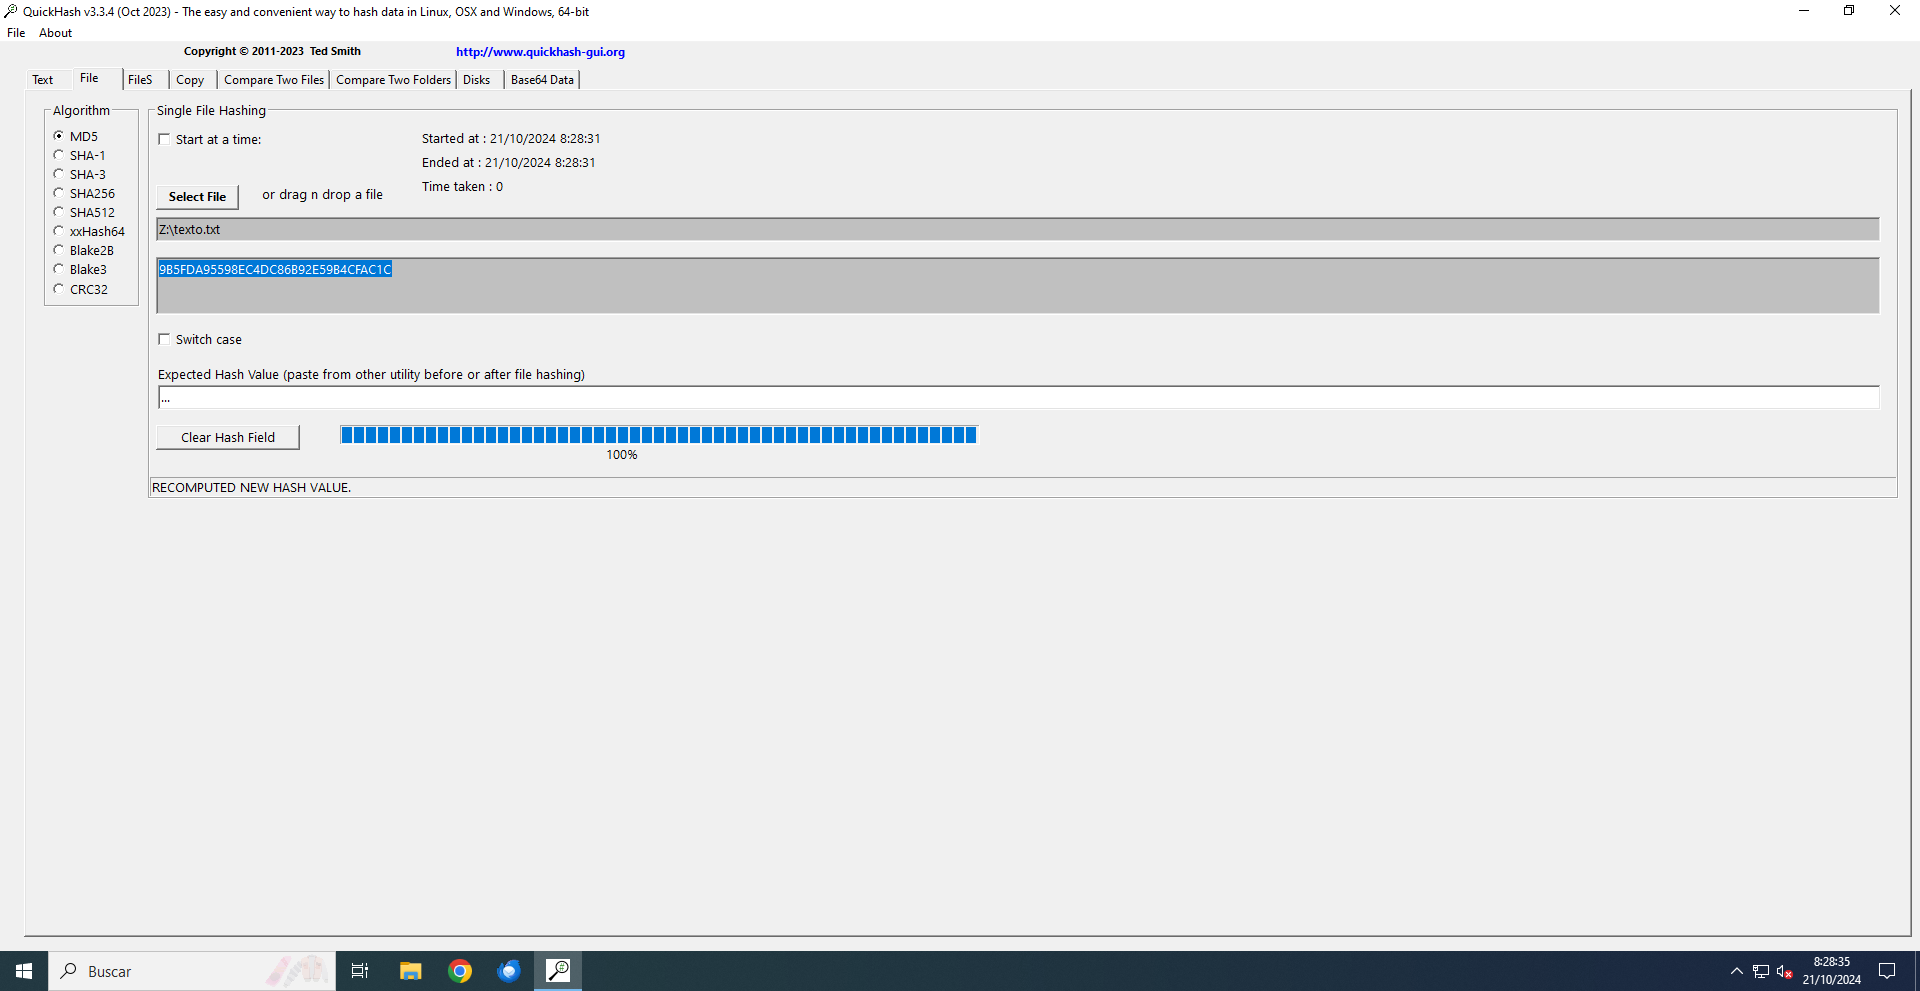 QuickHash v3.3.4 (Oct 2023) - The easy and convenient way to hash data in Linux, OSX and Windows, 64-bit
File About
Copyright © 2011-2023 Ted Smith http://www.quickhash-gui.org
Text File FileS Copy Compare Two Files Compare Two Folders Disks Base64 Data
Algorithm
MD5
SHA-1
SHA-3
SHA256
SHA512
xxHash64
Blake2B
Blake3
CRC32
Single File Hashing
Start at a time:
Started at : 21/10/2024 8:28:31
Ended at : 21/10/2024 8:28:31
Time taken : 0
Select File or drag n drop a file
Z:\texto.txt
9B5FDA95598EC4DC86B92E59B4CFAC1C
Switch case
Expected Hash Value (paste from other utility before or after file hashing)
...
Clear Hash Field
100%
RECOMPUTED NEW HASH VALUE.
Buscar
8:28:35
21/10/2024